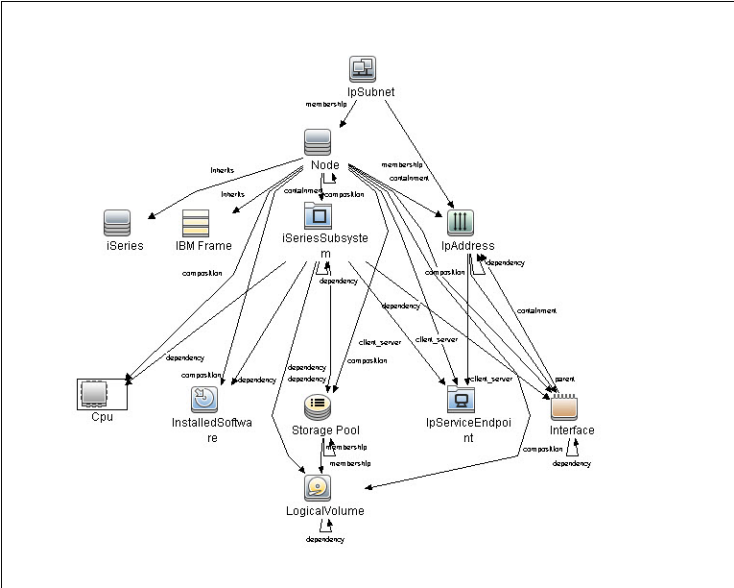 IpSubnet
membership
Node
membership
containment
Inherits
Inherits
containment
composition
iSeries
IBM Frame
iSeriesSubsyste
m
IpAddress
dependency
composition
composition
dependency
dependency
containment
client_server
client_server
dependency
composition
dependency
dependency
composition
dependency
client_server
parent
Cpu
InstalledSoftwa
re
Storage Pool
IpServiceEndpoi
nt
Interface
membership
membership
composition
dependency
LogicalVolume
dependency